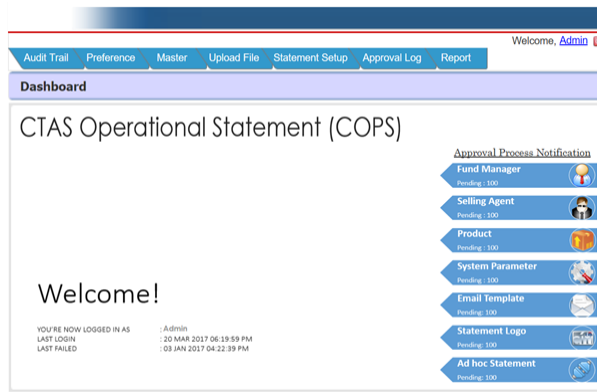 Welcome, Admin
Audit Trail Preference Master Upload File Statement Setup Approval Log Report
Dashboard
CTAS Operational Statement (COPS)
Approval Process Notification
Fund Manager
Pending : 100
Selling Agent
Pending : 100
Product
Pending : 100
System Parameter
Pending : 100
Email Template
Pending: 100
Statement Logo
Pending: 100
Ad hoc Statement
Pending: 100
Welcome!
YOU'RE NOW LOGGED IN AS : Admin
LAST LOGIN : 20 MAR 2017 06:19:59 PM
LAST FAILED : 03 JAN 2017 04:22:39 PM